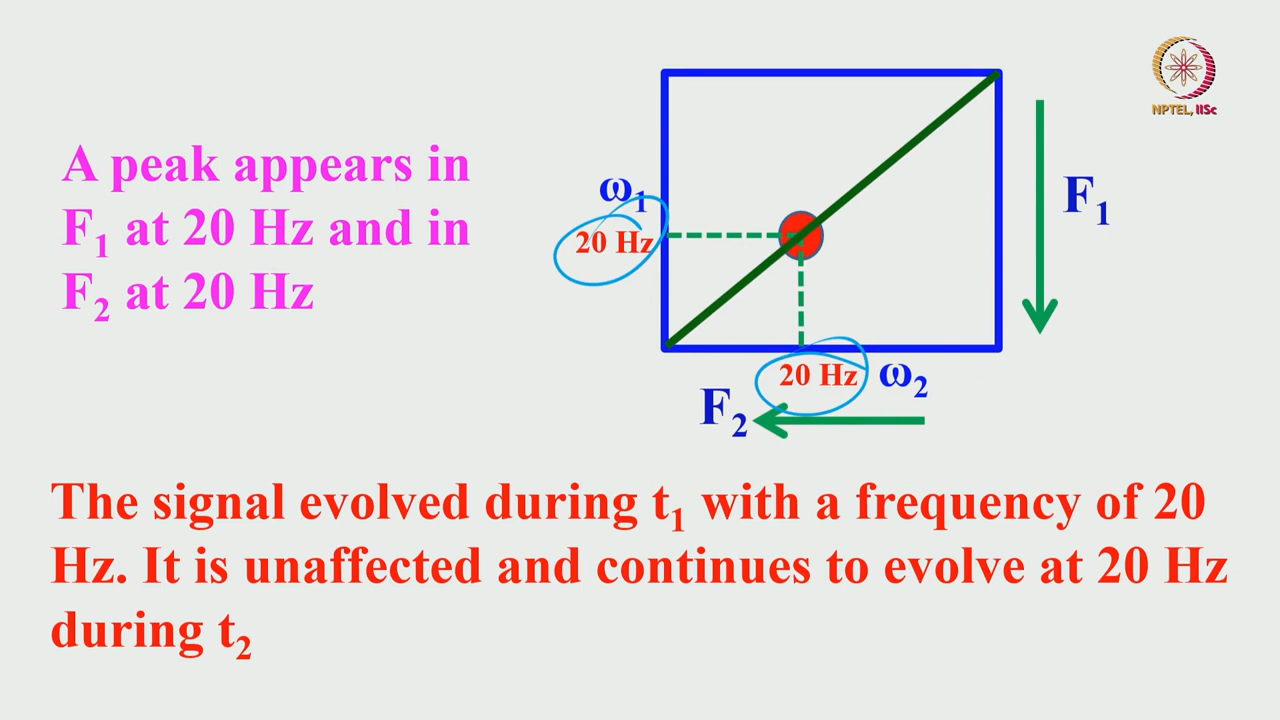 NPTEL, IISc
A peak appears in
F₁ at 20 Hz and in
F₂ at 20 Hz
ω₁
20 Hz
F₁
20 Hz
ω₂
F₂
The signal evolved during t₁ with a frequency of 20
Hz. It is unaffected and continues to evolve at 20 Hz
during t₂